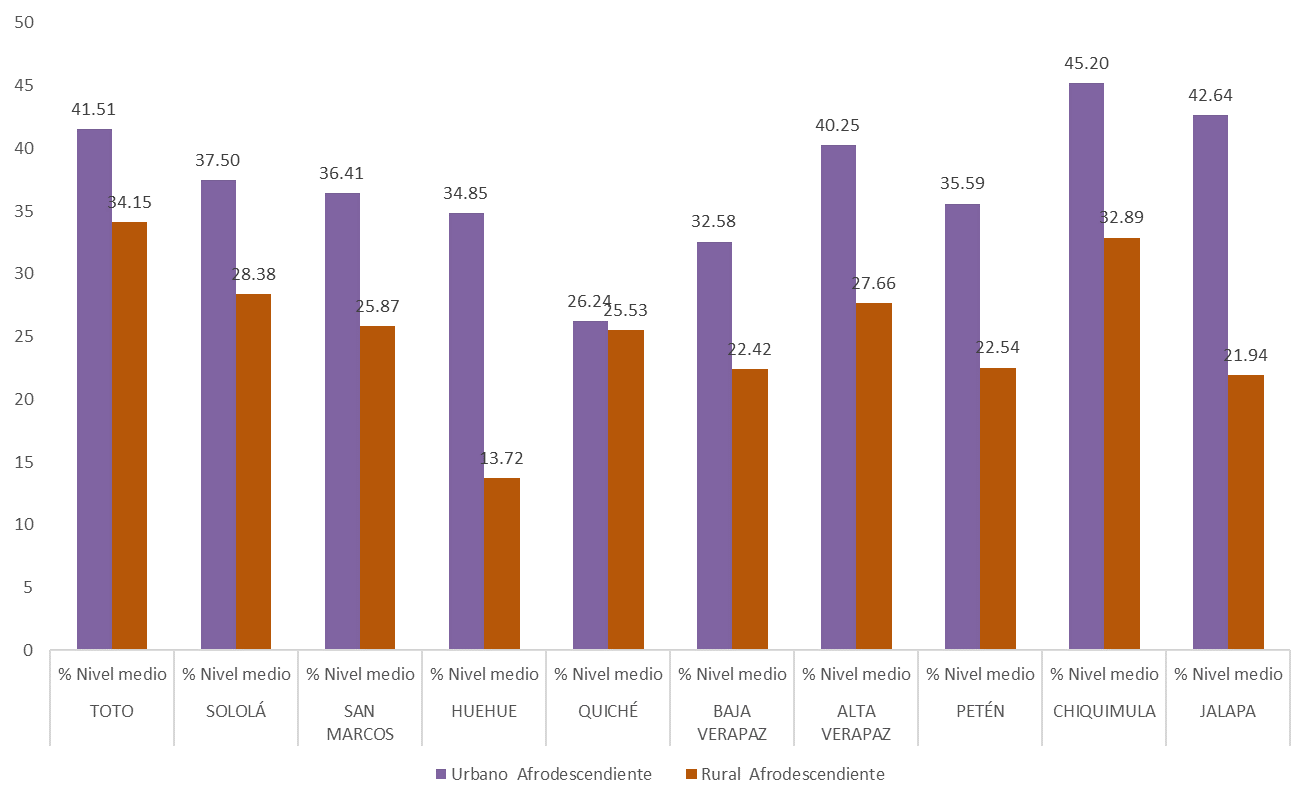 50
45
40
35
30
25
20
15
10
5
0
41.51
34.15
37.50
28.38
36.41
25.87
34.85
13.72
26.24
25.53
32.58
22.42
40.25
27.66
35.59
22.54
45.20
32.89
42.64
21.94
% Nivel medio % Nivel medio % Nivel medio % Nivel medio % Nivel medio % Nivel medio % Nivel medio % Nivel medio % Nivel medio % Nivel medio
TOTO
SOLOLÁ
SAN
MARCOS
HUEHUE
QUICHÉ
BAJA
VERAPAZ
ALTA
VERAPAZ
PETÉN
CHIQUIMULA
JALAPA
Urbano Afrodescendiente
Rural Afrodescendiente